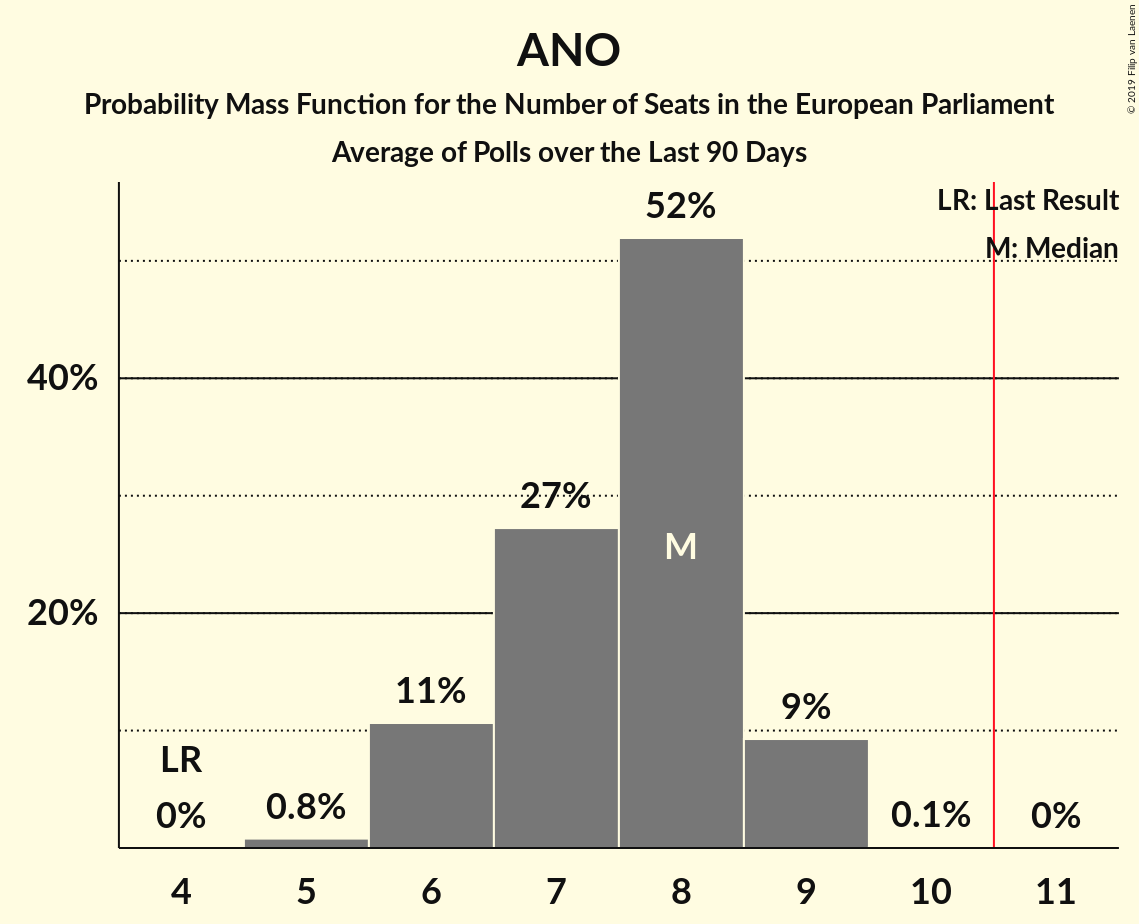 ANO
Probability Mass Function for the Number of Seats in the European Parliament
Average of Polls over the Last 90 Days
© 2019 Filip van Laenen
LR: Last Result
M: Median
52%
40%
27%
M
20%
11%
9%
LR
0%
0.8%
0.1%
0%
4 5 6 7 8 9 10 11